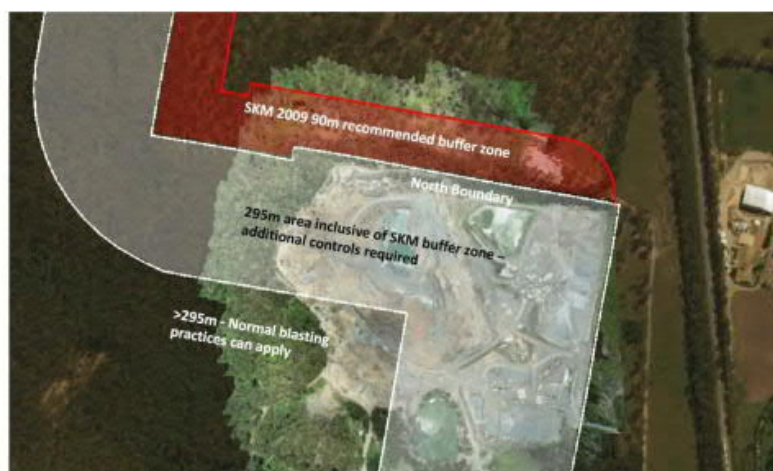 SKM 2009 90m recommended buffer zone
North Boundary
295m area inclusive of SKM buffer zone –
additional controls required
>295m - Normal blasting
practices can apply